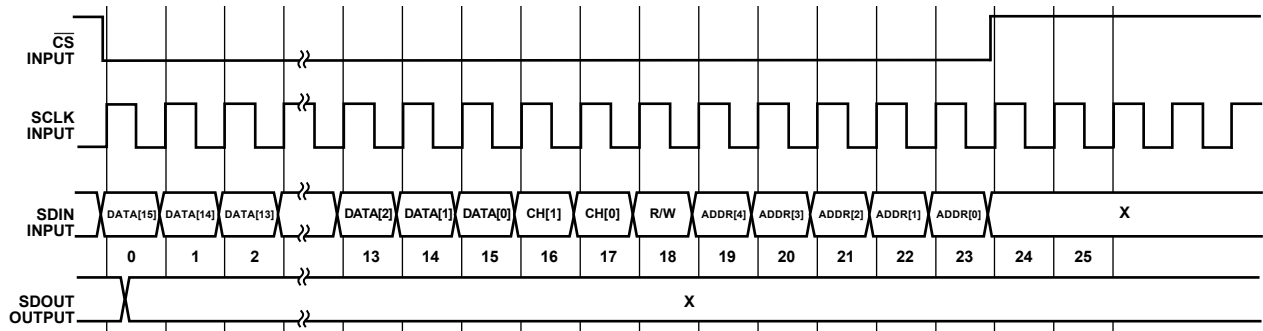 CS
INPUT
SCLK
INPUT
SDIN
INPUT
DATA[15] DATA[14] DATA[13] DATA[2] DATA[1] DATA[0] CH[1] CH[0] R/W ADDR[4] ADDR[3] ADDR[2] ADDR[1] ADDR[0] X
0 1 2 13 14 15 16 17 18 19 20 21 22 23 24 25
SDOUT
OUTPUT
X